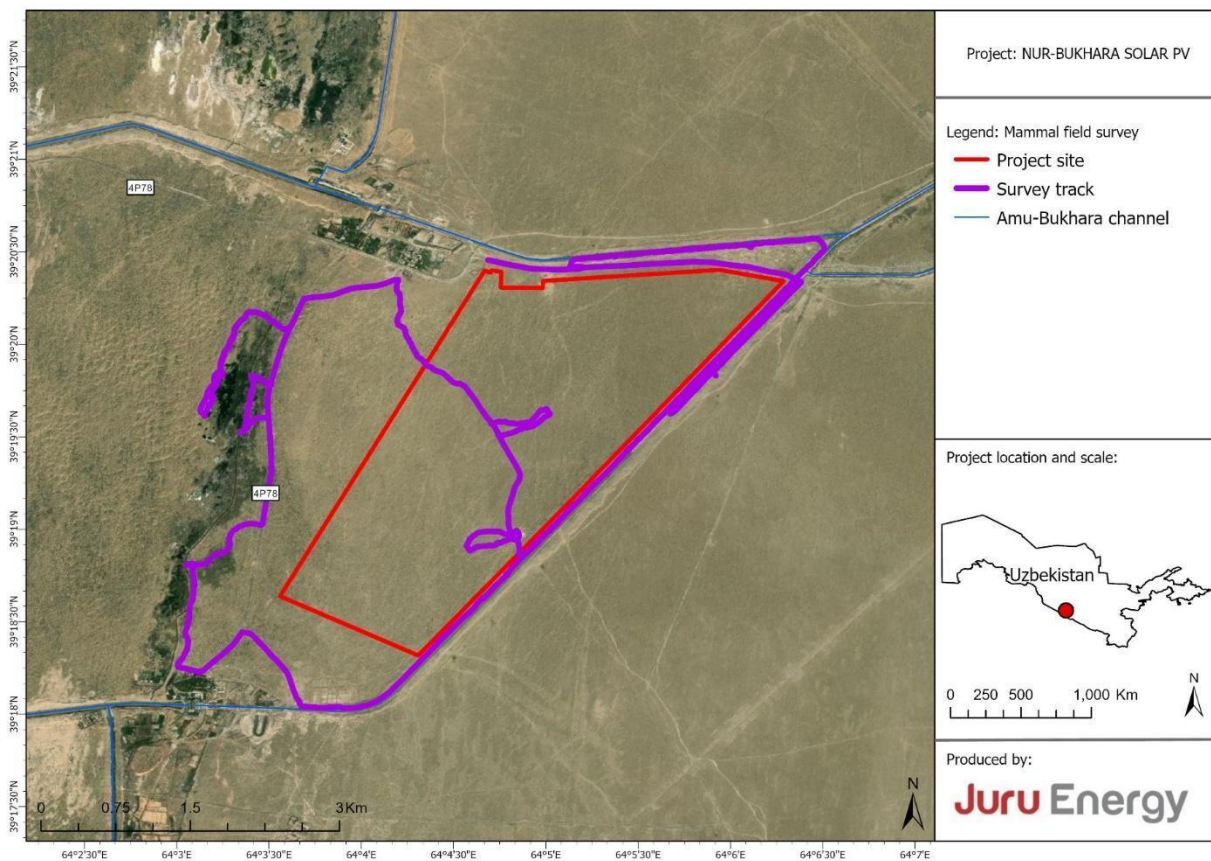 Project: NUR-BUKHARA SOLAR PV
Legend: Mammal field survey
Project site
Survey track
Amu-Bukhara channel
Project location and scale:
Uzbekistan
N
0 250 500 1,000 Km
Produced by:
Juru Energy
39°21'30"N
39°21'N
39°20'30"N
39°20'N
39°19'30"N
39°19'N
39°18'30"N
39°18'N
39°17'30"N
4P78
4P78
N
0 0.75 1.5 3Km
64°2'30"E 64°3'E 64°3'30"E 64°4'E 64°4'30"E 64°5'E 64°5'30"E 64°6'E 64°6'30"E 64°7'E